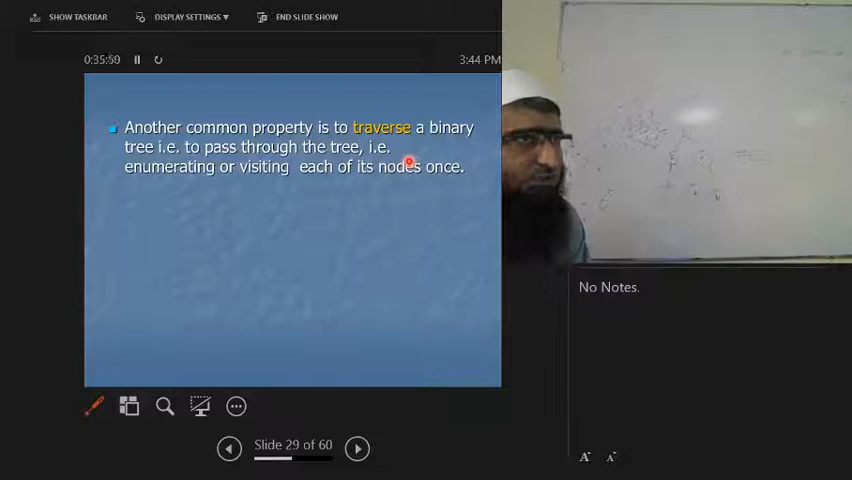 SHOW TASKBAR DISPLAY SETTINGS ▾ END SLIDE SHOW
0:35:50 3:44 PM
Another common property is to traverse a binary
tree i.e. to pass through the tree, i.e.
enumerating or visiting each of its nodes once.
No Notes.
Slide 29 of 60
A A